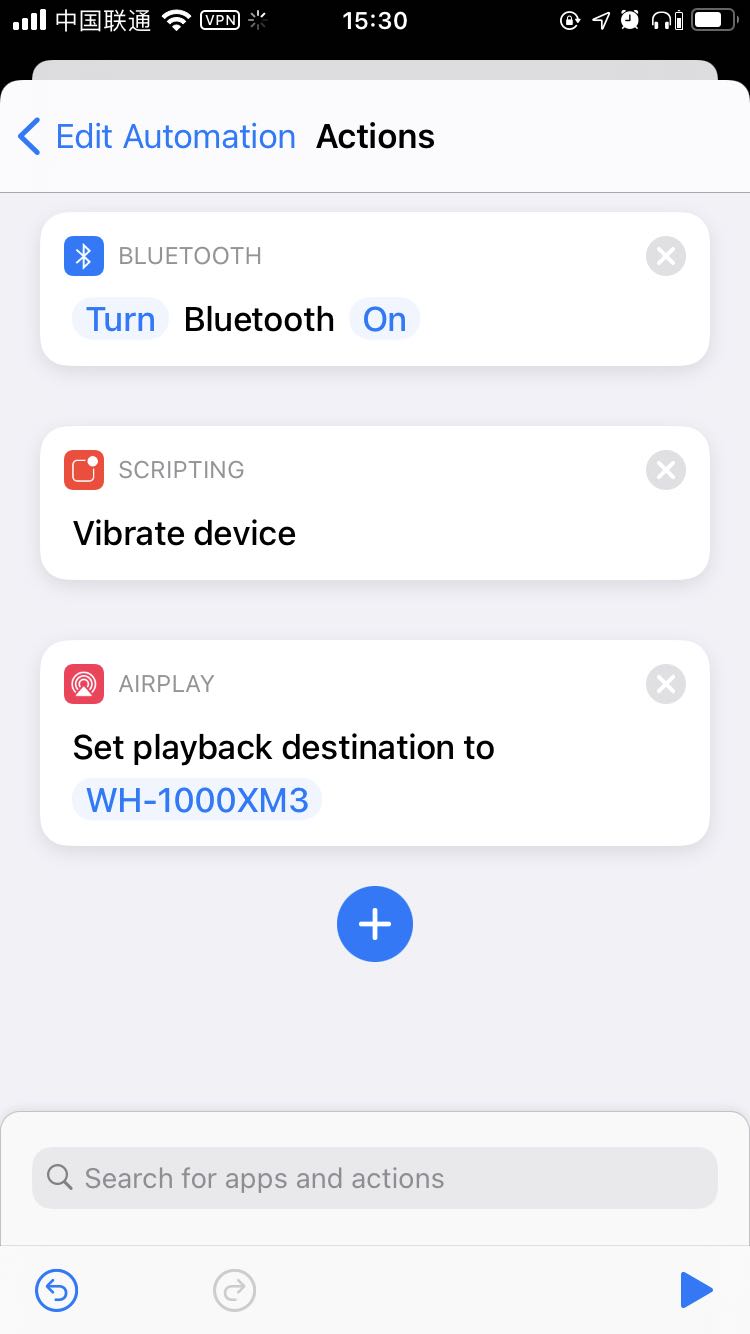 中国联通 VPN 15:30
Edit Automation Actions
BLUETOOTH
Turn Bluetooth On
SCRIPTING
Vibrate device
AIRPLAY
Set playback destination to
WH-1000XM3
Search for apps and actions